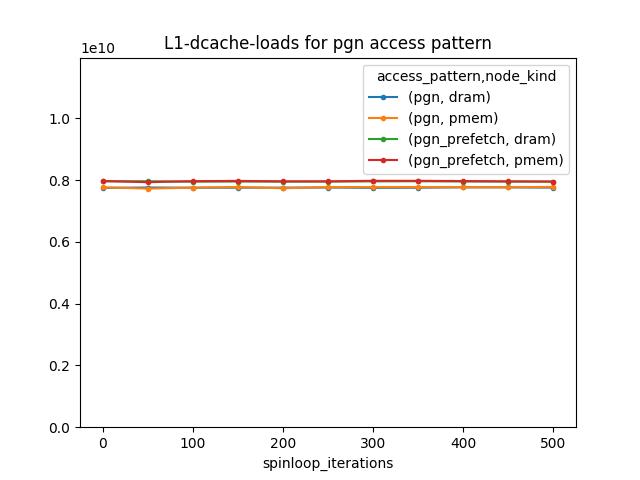 L1-dcache-loads for pgn access pattern
1e10
access_pattern,node_kind
(pgn, dram)
(pgn, pmem)
(pgn_prefetch, dram)
(pgn_prefetch, pmem)
1.0
0.8
0.6
0.4
0.2
0.0
0 100 200 300 400 500
spinloop_iterations